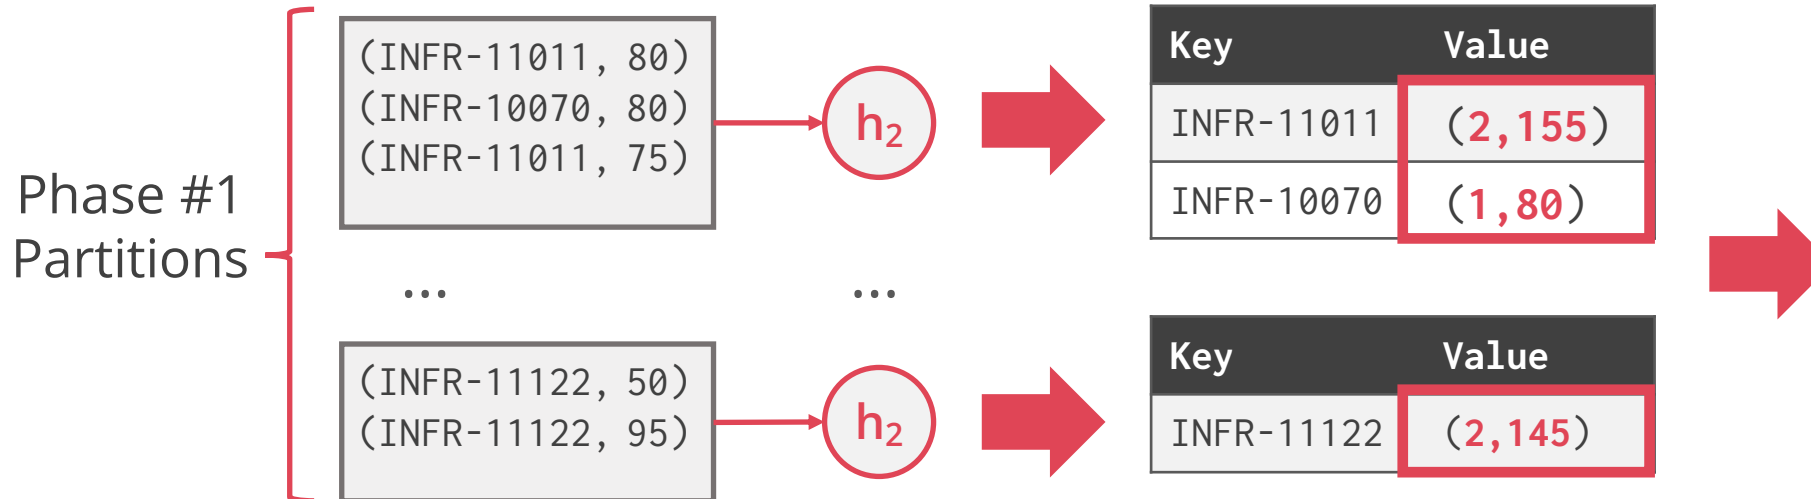 Phase #1
Partitions
(INFR-11011, 80)
(INFR-10070, 80)
(INFR-11011, 75)
h₂
Key Value
INFR-11011 (2,155)
INFR-10070 (1,80)
... ...
(INFR-11122, 50)
(INFR-11122, 95)
h₂
Key Value
INFR-11122 (2,145)